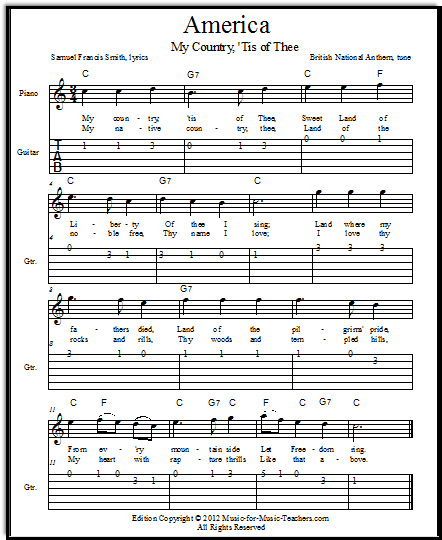 America
My Country, 'Tis of Thee
Samuel Francis Smith, lyrics British National Anthem, tune
C G7 C F
Piano
My coun - try, 'tis of Thee, Sweet Land of
My na - tive coun - try, thee, Land of the
Guitar T A B 1 1 3 0 1 3 0 0 1
4 C G7 C
Li - ber - ty Of thee I sing; Land where my
no - ble free, Thy name I love; I love thy
4
Gtr. 0 3 1 3 1 0 1 3 3 3
8 G7
fa - thers died, Land of the pil - grims' pride,
rocks and rills, Thy woods and tem - pled hills,
8
Gtr. 3 1 0 1 1 1 1 0 3
11 C F C G7 C F C G7 C
From ev - 'ry moun - tain side Let Free - dom ring.
My heart with rap - ture thrills Like that a - bove.
11
Gtr. 0 1 0 3 1 0 1 3 5 1 0
Edition Copyright © 2012 Music-for-Music-Teachers.com
All Rights Reserved